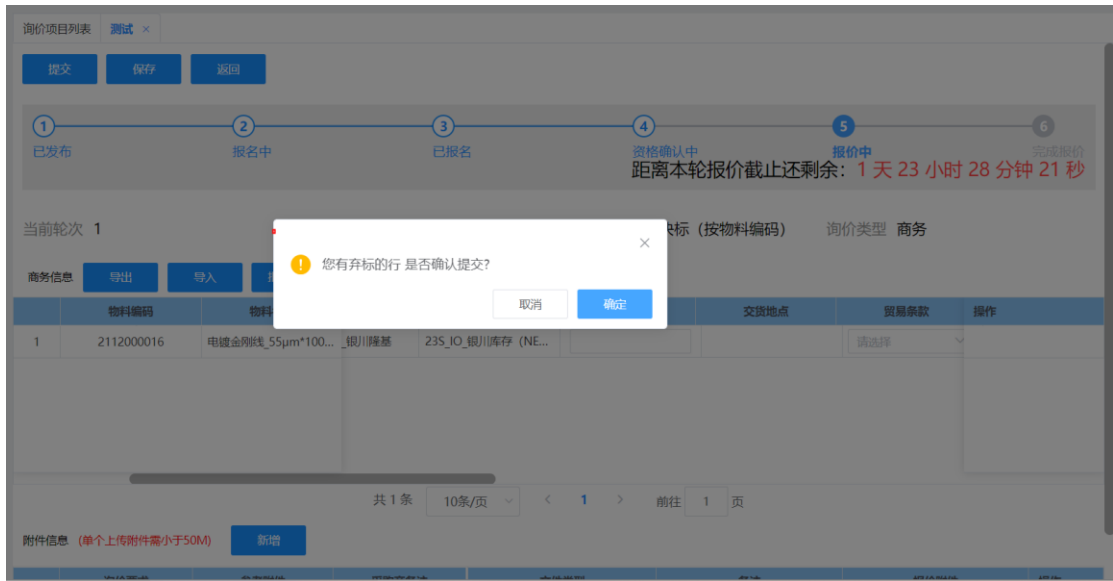 询价项目列表 测试 ×
提交 保存 返回
1 2 3 4 5 6
已发布 报名中 已报名 资格确认中 报价中 完成报价
距离本轮报价截止还剩余：1 天 23 小时 28 分钟 21 秒
当前轮次 1 标（按物料编码） 询价类型 商务
您有弃标的行 是否确认提交？
取消 确定
商务信息 导出 导入
物料编码 物料 交货地点 贸易条款 操作
1 2112000016 电镀金刚线_55μm*100... _银川隆基 23S_IO_银川库存（NE... 请选择
共 1 条 10条/页 < 1 > 前往 1 页
附件信息 （单个上传附件需小于50M） 新增